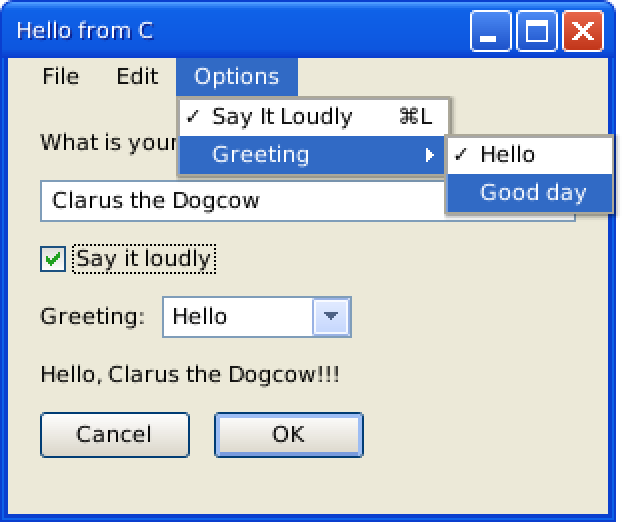 Hello from C
File Edit Options
✓ Say It Loudly ⌘L
What is your
Greeting
✓ Hello
Good day
Clarus the Dogcow
Say it loudly
Greeting: Hello
Hello, Clarus the Dogcow!!!
Cancel OK